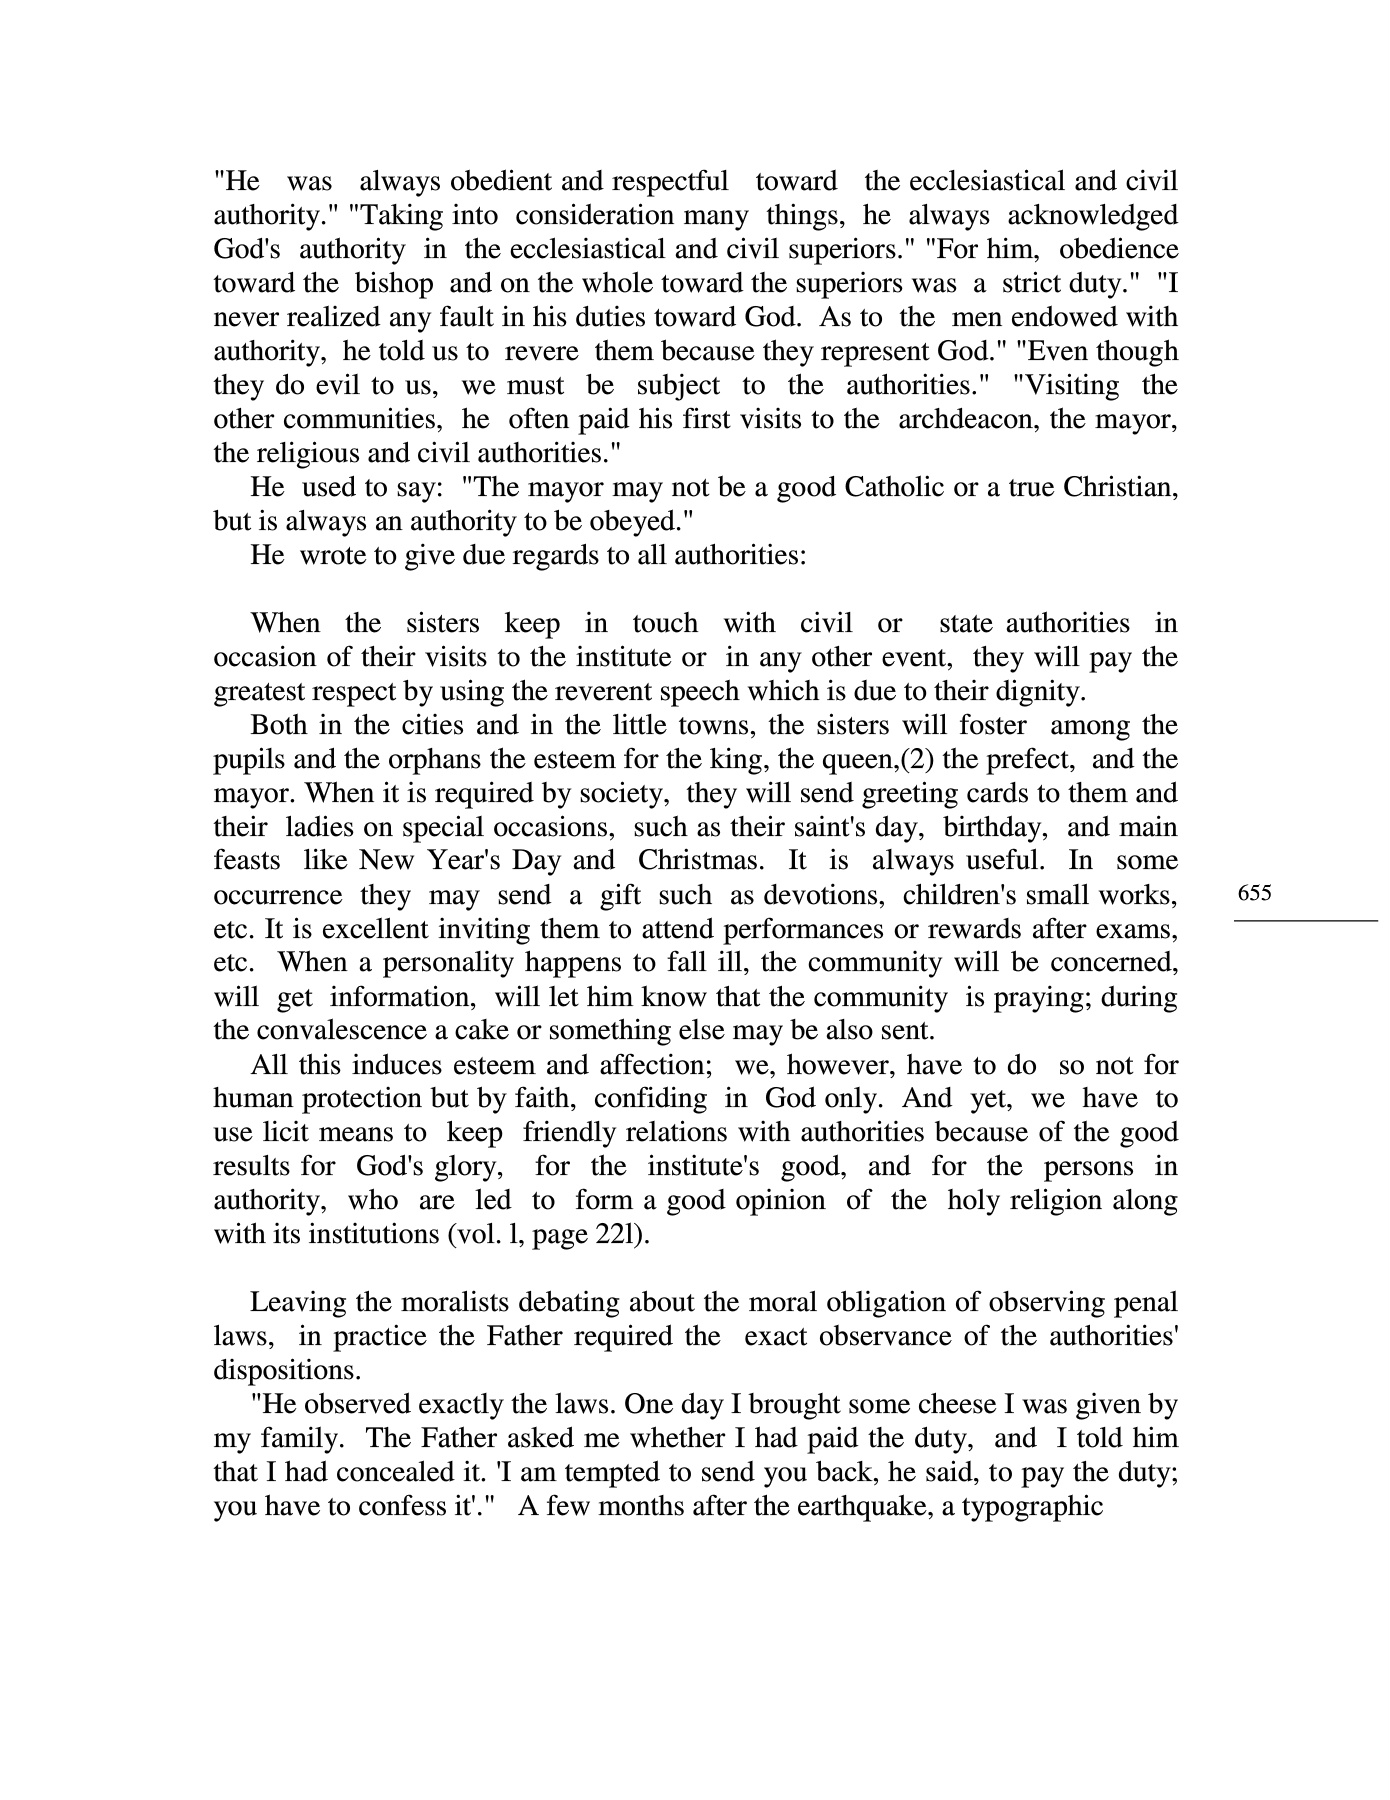 "He was always obedient and respectful toward the ecclesiastical and civil
authority." "Taking into consideration many things, he always acknowledged
God's authority in the ecclesiastical and civil superiors." "For him, obedience
toward the bishop and on the whole toward the superiors was a strict duty." "I
never realized any fault in his duties toward God. As to the men endowed with
authority, he told us to revere them because they represent God." "Even though
they do evil to us, we must be subject to the authorities." "Visiting the
other communities, he often paid his first visits to the archdeacon, the mayor,
the religious and civil authorities."
He used to say: "The mayor may not be a good Catholic or a true Christian,
but is always an authority to be obeyed."
He wrote to give due regards to all authorities:
When the sisters keep in touch with civil or state authorities in
occasion of their visits to the institute or in any other event, they will pay the
greatest respect by using the reverent speech which is due to their dignity.
Both in the cities and in the little towns, the sisters will foster among the
pupils and the orphans the esteem for the king, the queen,(2) the prefect, and the
mayor. When it is required by society, they will send greeting cards to them and
their ladies on special occasions, such as their saint's day, birthday, and main
feasts like New Year's Day and Christmas. It is always useful. In some
occurrence they may send a gift such as devotions, children's small works,
etc. It is excellent inviting them to attend performances or rewards after exams,
etc. When a personality happens to fall ill, the community will be concerned,
will get information, will let him know that the community is praying; during
the convalescence a cake or something else may be also sent.
All this induces esteem and affection; we, however, have to do so not for
human protection but by faith, confiding in God only. And yet, we have to
use licit means to keep friendly relations with authorities because of the good
results for God's glory, for the institute's good, and for the persons in
authority, who are led to form a good opinion of the holy religion along
with its institutions (vol. l, page 22l).
Leaving the moralists debating about the moral obligation of observing penal
laws, in practice the Father required the exact observance of the authorities'
dispositions.
"He observed exactly the laws. One day I brought some cheese I was given by
my family. The Father asked me whether I had paid the duty, and I told him
that I had concealed it. 'I am tempted to send you back, he said, to pay the duty;
you have to confess it'." A few months after the earthquake, a typographic
655